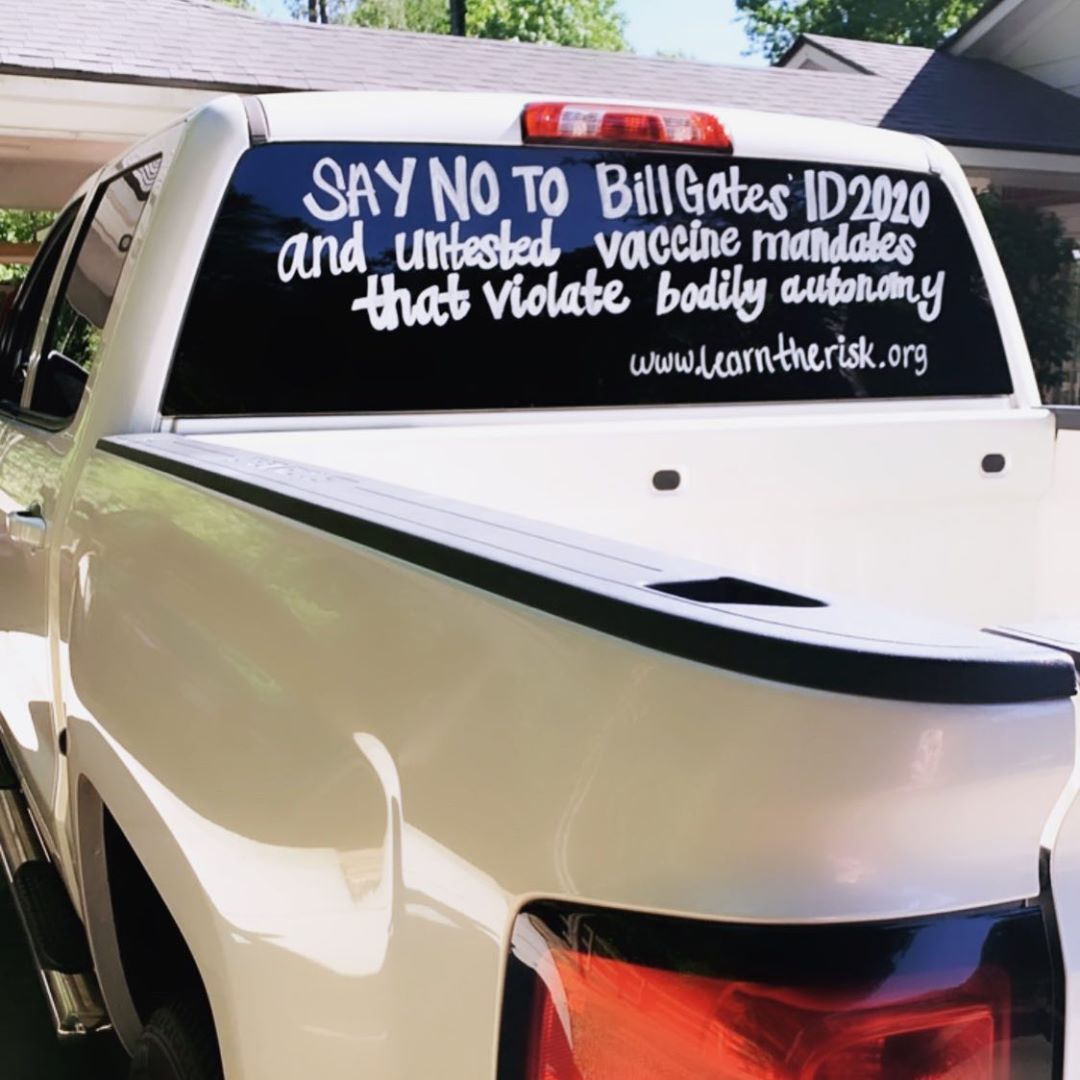 SAY NO TO Bill Gates' ID2020
and untested vaccine mandates
that violate bodily autonomy
www.learntherisk.org